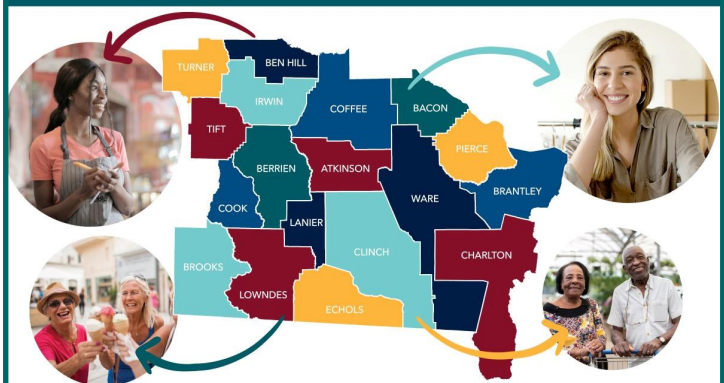 TURNER
BEN HILL
IRWIN
COFFEE
BACON
TIFT
PIERCE
BERRIEN
ATKINSON
BRANTLEY
WARE
COOK
LANIER
BROOKS
CLINCH
CHARLTON
LOWNDES
ECHOLS